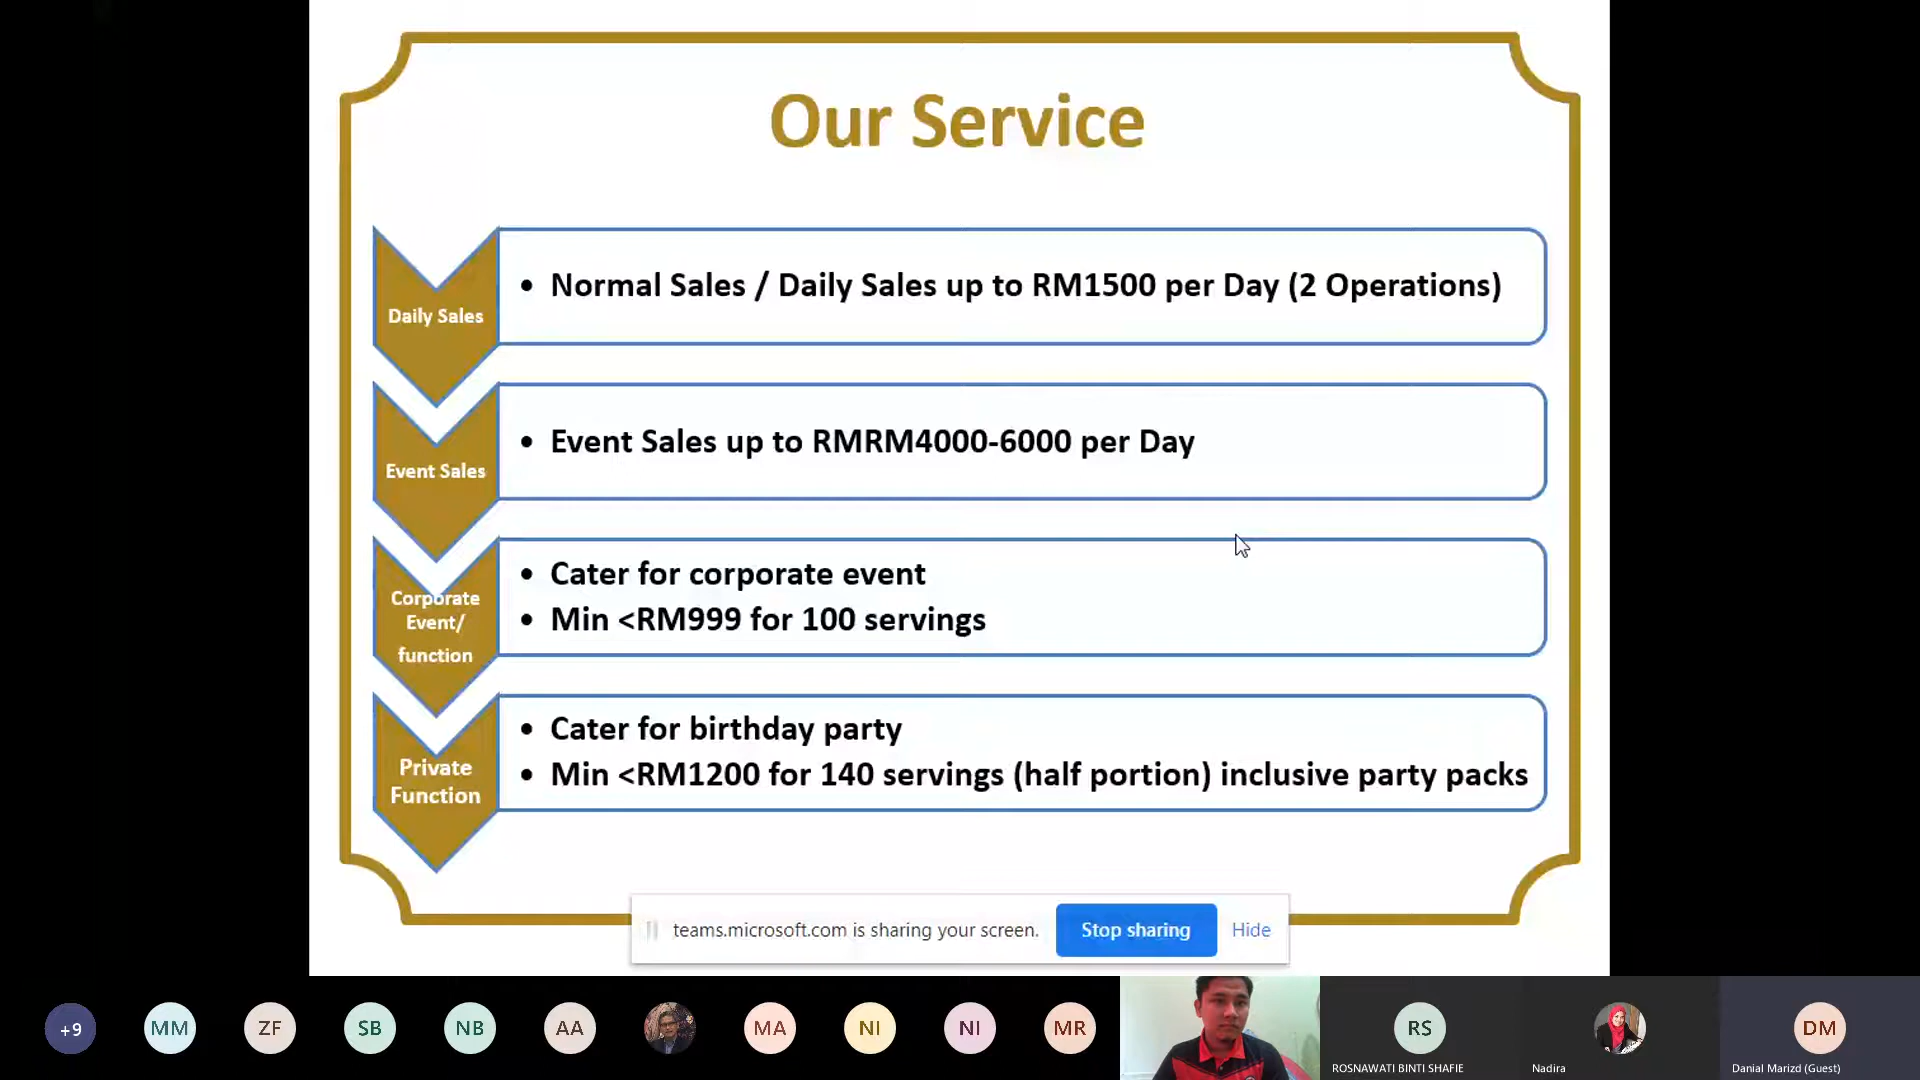 Our Service
Daily Sales
• Normal Sales / Daily Sales up to RM1500 per Day (2 Operations)
Event Sales
• Event Sales up to RMRM4000-6000 per Day
Corporate
Event/
function
• Cater for corporate event
• Min <RM999 for 100 servings
Private
Function
• Cater for birthday party
• Min <RM1200 for 140 servings (half portion) inclusive party packs
teams.microsoft.com is sharing your screen.
Stop sharing
Hide
+9
MM
ZF
SB
NB
AA
MA
NI
NI
MR
RS
ROSNAWATI BINTI SHAFIE
Nadira
DM
Danial Marizd (Guest)